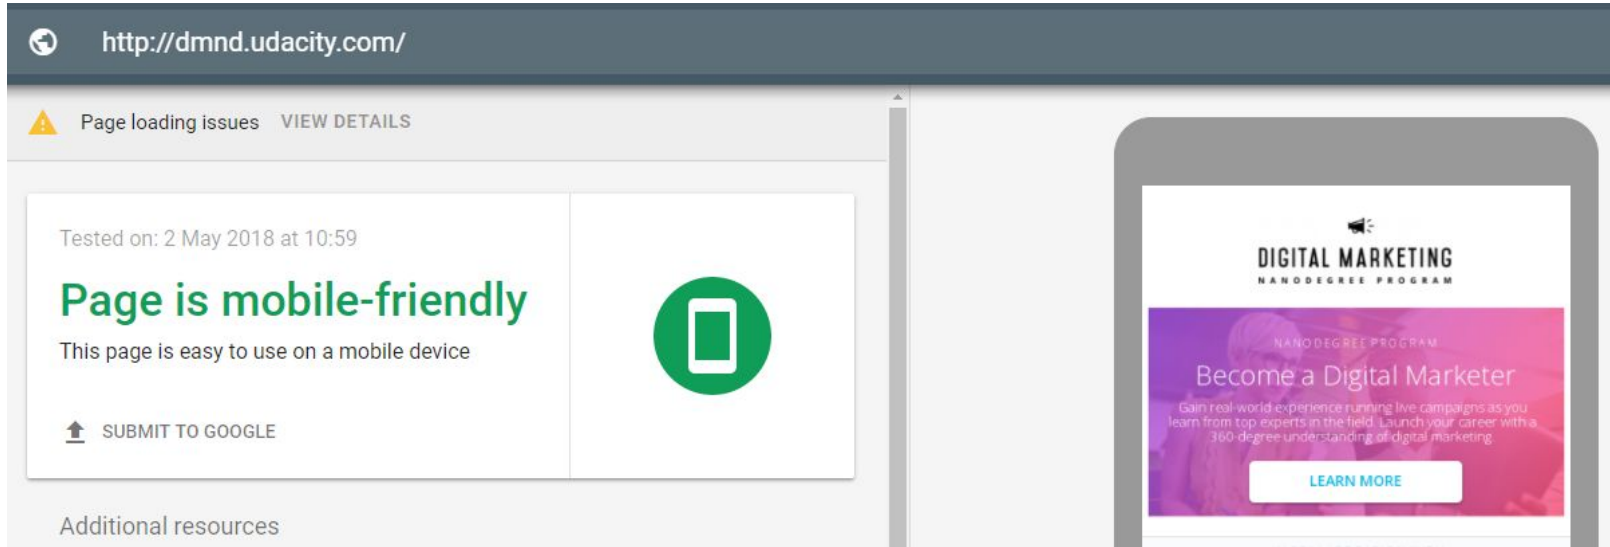 http://dmnd.udacity.com/
Page loading issues VIEW DETAILS
Tested on: 2 May 2018 at 10:59
Page is mobile-friendly
This page is easy to use on a mobile device
SUBMIT TO GOOGLE
Additional resources
DIGITAL MARKETING
NANODEGREE PROGRAM
NANODEGREE PROGRAM
Become a Digital Marketer
Gain real-world experience running live campaigns as you
learn from top experts in the field. Launch your career with a
360-degree understanding of digital marketing.
LEARN MORE